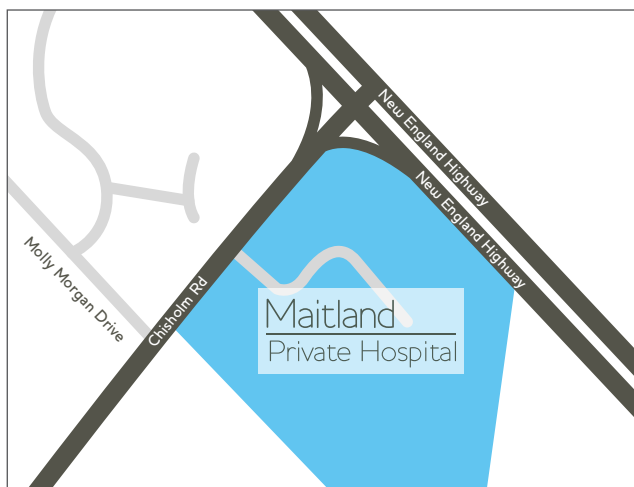 New England Highway
New England Highway
Molly Morgan Drive
Chisholm Rd
Maitland
Private Hospital